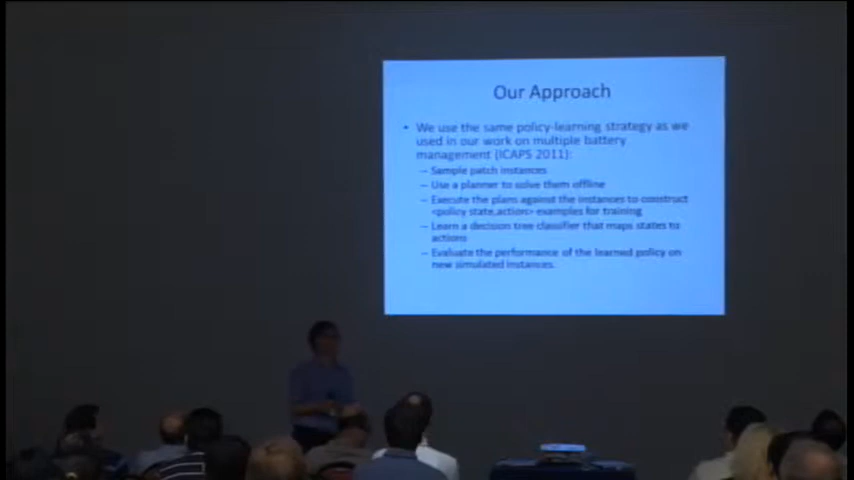 Our Approach
• We use the same policy-learning strategy as we
used in our work on multiple battery
management (ICAPS 2011):
– Sample patch instances
– Use a planner to solve them offline
– Execute the plans against the instances to construct
<policy state,action> examples for training
– Learn a decision tree classifier that maps states to
actions
– Evaluate the performance of the learned policy on
new simulated instances.